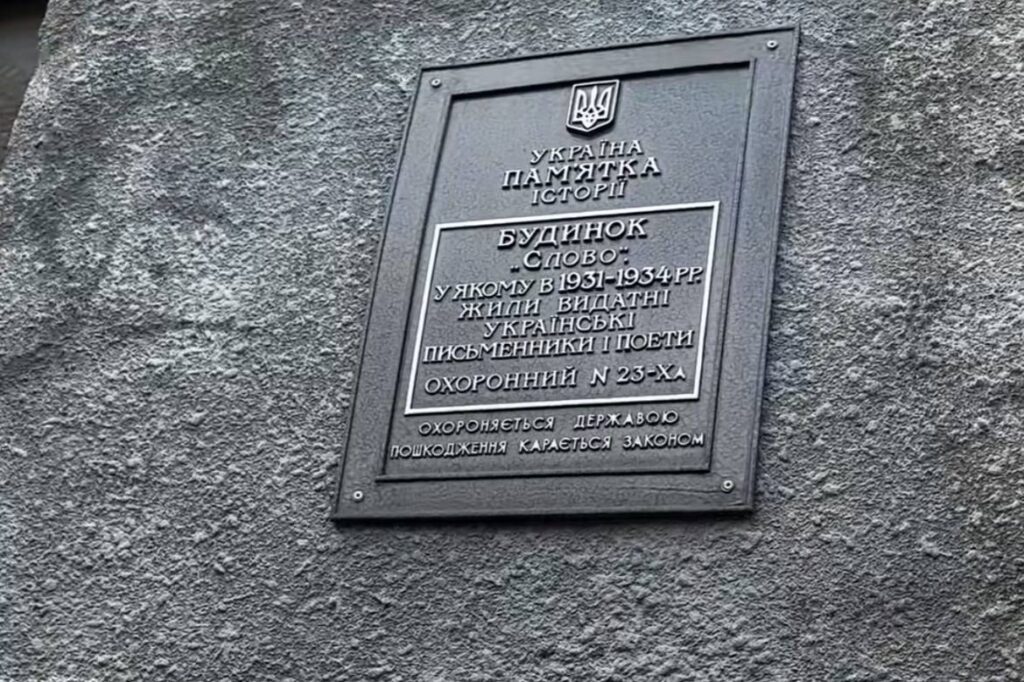 УКРАЇНА
ПАМ'ЯТКА
ІСТОРІЇ
БУДИНОК
„СЛОВО“,
У ЯКОМУ В 1931-1934 РР.
ЖИЛИ ВИДАТНІ
УКРАЇНСЬКІ
ПИСЬМЕННИКИ І ПОЕТИ
ОХОРОННИЙ N 23-ХА
ОХОРОНЯЄТЬСЯ ДЕРЖАВОЮ
ПОШКОДЖЕННЯ КАРАЄТЬСЯ ЗАКОНОМ